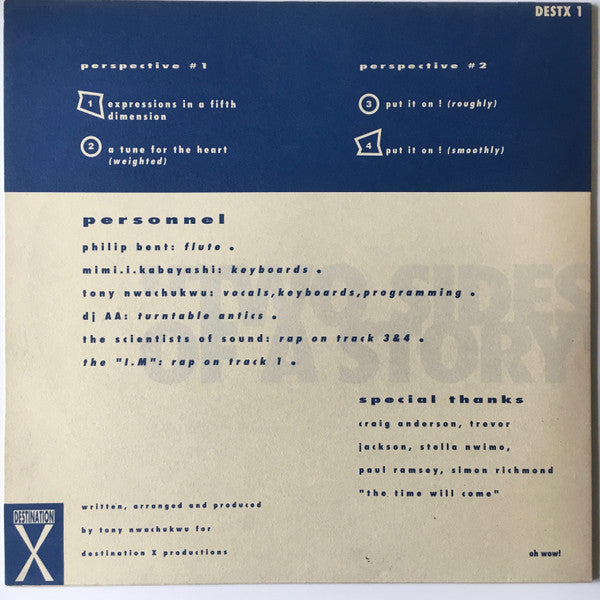 DESTX 1
perspective #1
1 expressions in a fifth
dimension
2 a tune for the heart
(weighted)
perspective #2
3 put it on ! (roughly)
4 put it on ! (smoothly)
personnel
philip bent: flute •
mimi.i.kabayashi: keyboards •
tony nwachukwu: vocals,keyboards,programming •
dj AA: turntable antics •
the scientists of sound: rap on track 3&4 •
the "I.M": rap on track 1 •
SIDES
OF A STORY
special thanks
craig anderson, trevor
jackson, stella nwimo,
paul ramsey, simon richmond
"the time will come"
DESTINATION
X
written, arranged and produced
by tony nwachukwu for
destination X productions
oh wow!